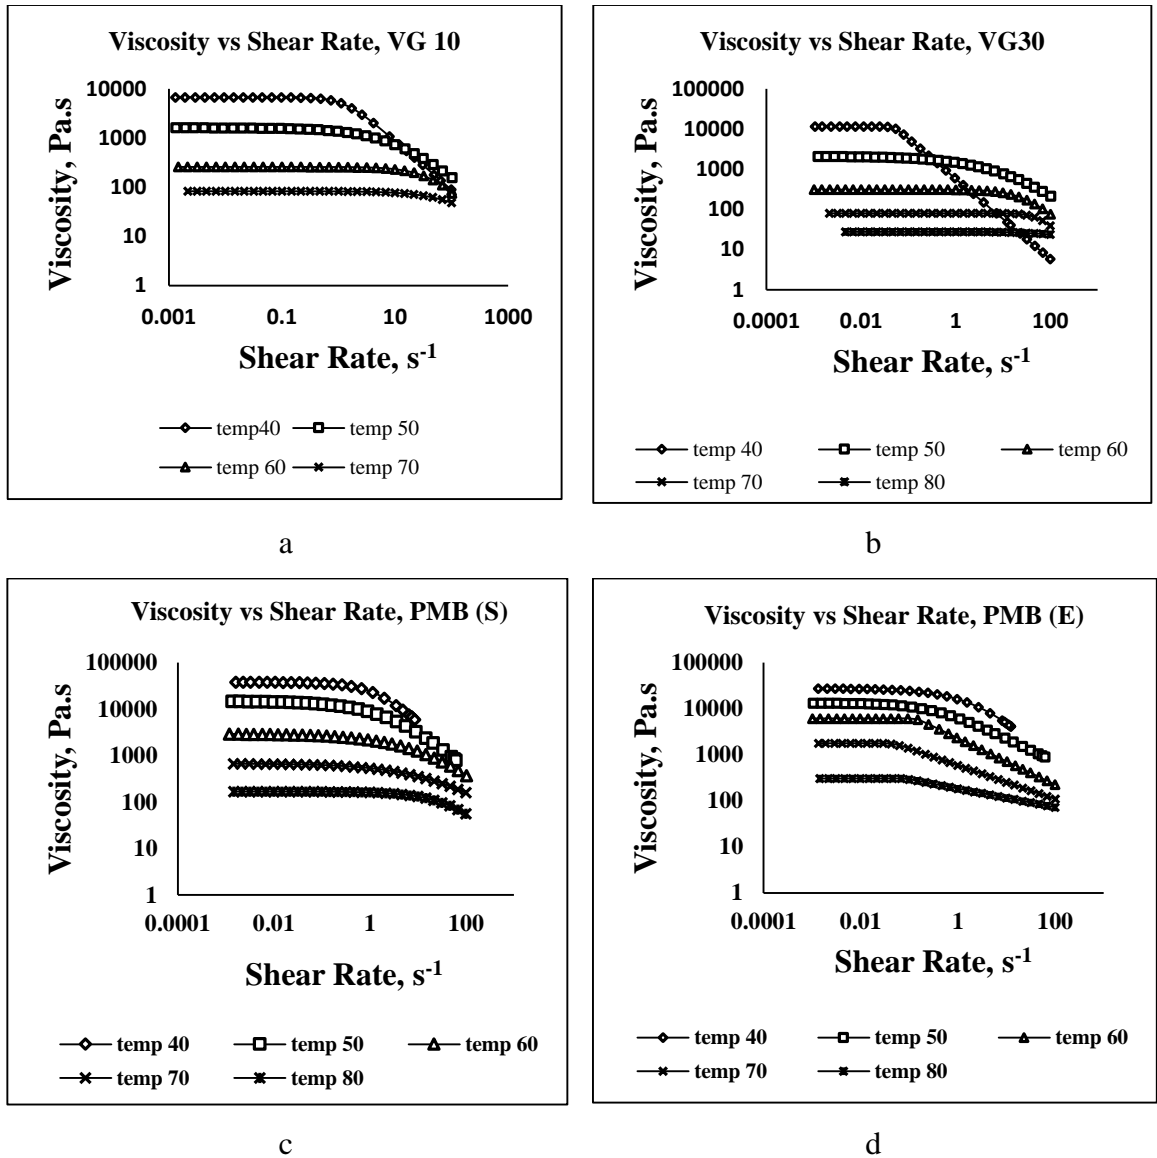 Viscosity vs Shear Rate, VG 10
Viscosity, Pa.s
10000
1000
100
10
1
0.001 0.1 10 1000
Shear Rate, s-1
temp40 temp 50
temp 60 temp 70
a
Viscosity vs Shear Rate, VG30
Viscosity, Pa.s
100000
10000
1000
100
10
1
0.0001 0.01 1 100
Shear Rate, s-1
temp 40 temp 50 temp 60
temp 70 temp 80
b
Viscosity vs Shear Rate, PMB (S)
Viscosity, Pa.s
100000
10000
1000
100
10
1
0.0001 0.01 1 100
Shear Rate, s-1
temp 40 temp 50 temp 60
temp 70 temp 80
c
Viscosity vs Shear Rate, PMB (E)
Viscosity, Pa.s
100000
10000
1000
100
10
1
0.0001 0.01 1 100
Shear Rate, s-1
temp 40 temp 50 temp 60
temp 70 temp 80
d